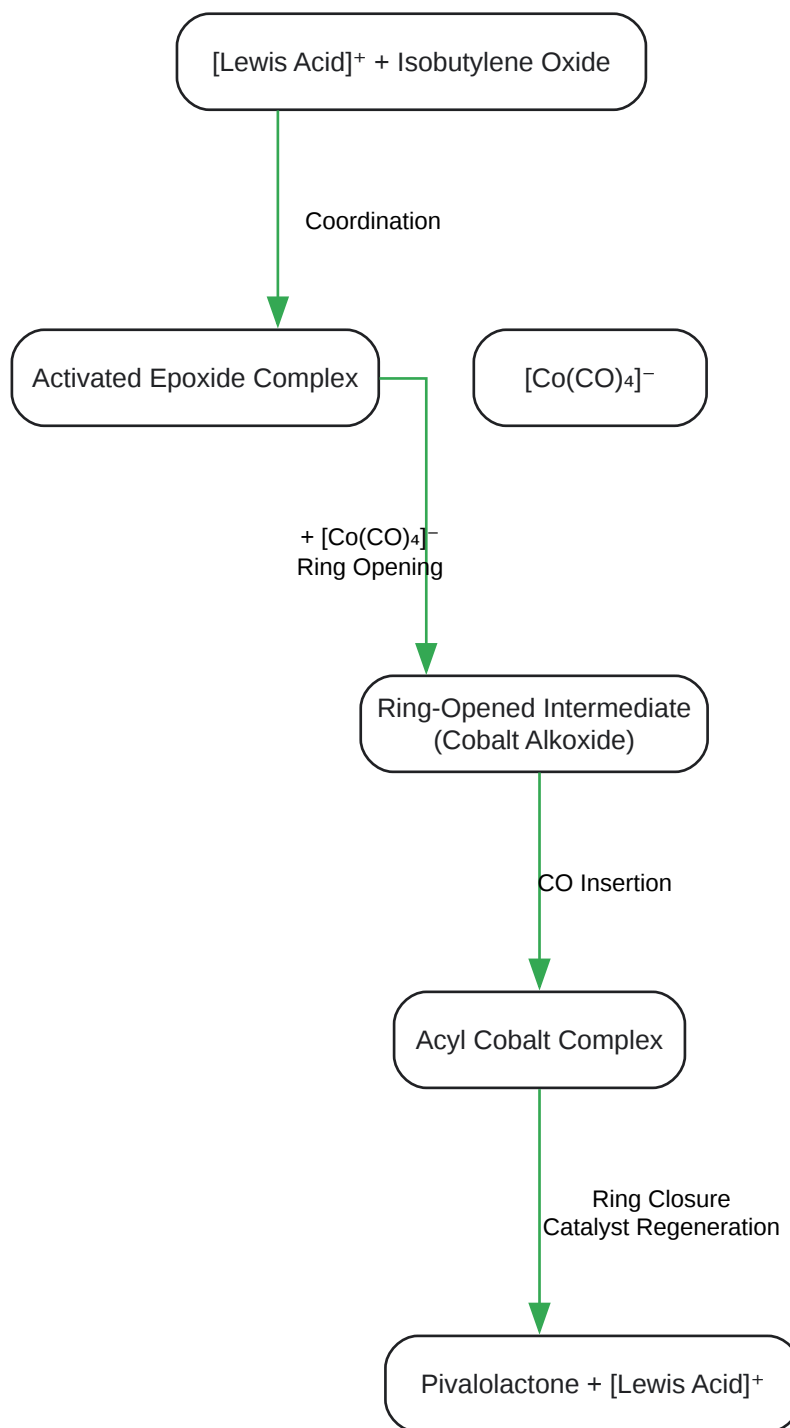 [Lewis Acid]⁺ + Isobutylene Oxide
Coordination
Activated Epoxide Complex
[Co(CO)₄]⁻
+ [Co(CO)₄]⁻
Ring Opening
Ring-Opened Intermediate
(Cobalt Alkoxide)
CO Insertion
Acyl Cobalt Complex
Ring Closure
Catalyst Regeneration
Pivalolactone + [Lewis Acid]⁺